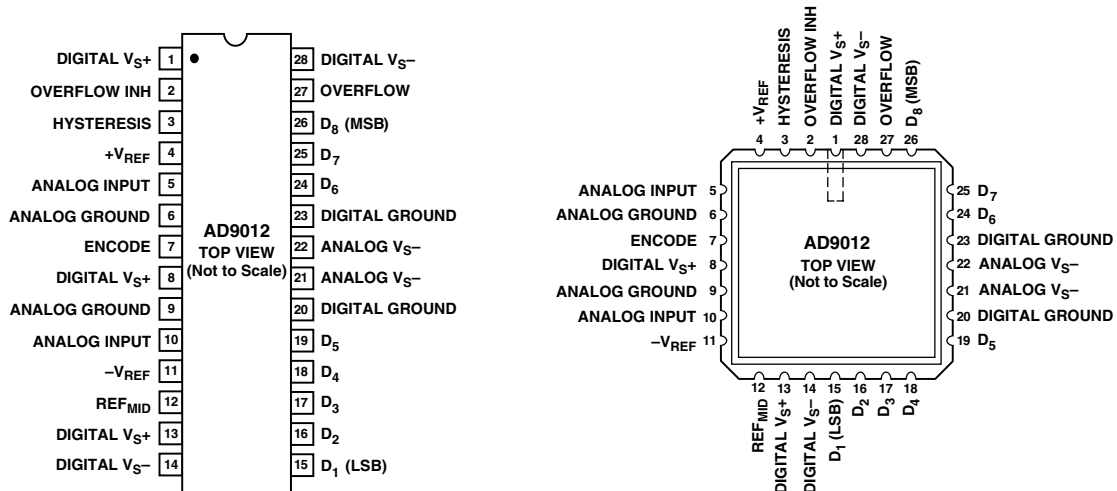 DIGITAL VS+ 1
OVERFLOW INH 2
HYSTERESIS 3
+VREF 4
ANALOG INPUT 5
ANALOG GROUND 6
ENCODE 7
DIGITAL VS+ 8
ANALOG GROUND 9
ANALOG INPUT 10
–VREF 11
REFMID 12
DIGITAL VS+ 13
DIGITAL VS– 14
AD9012
TOP VIEW
(Not to Scale)
28 DIGITAL VS–
27 OVERFLOW
26 D8 (MSB)
25 D7
24 D6
23 DIGITAL GROUND
22 ANALOG VS–
21 ANALOG VS–
20 DIGITAL GROUND
19 D5
18 D4
17 D3
16 D2
15 D1 (LSB)
+VREF 4
HYSTERESIS 3
OVERFLOW INH 2
DIGITAL VS+ 1
DIGITAL VS– 28
OVERFLOW 27
D8 (MSB) 26
ANALOG INPUT 5
ANALOG GROUND 6
ENCODE 7
DIGITAL VS+ 8
ANALOG GROUND 9
ANALOG INPUT 10
–VREF 11
AD9012
TOP VIEW
(Not to Scale)
25 D7
24 D6
23 DIGITAL GROUND
22 ANALOG VS–
21 ANALOG VS–
20 DIGITAL GROUND
19 D5
12 REFMID
13 DIGITAL VS+
14 DIGITAL VS–
15 D1 (LSB)
16 D2
17 D3
18 D4